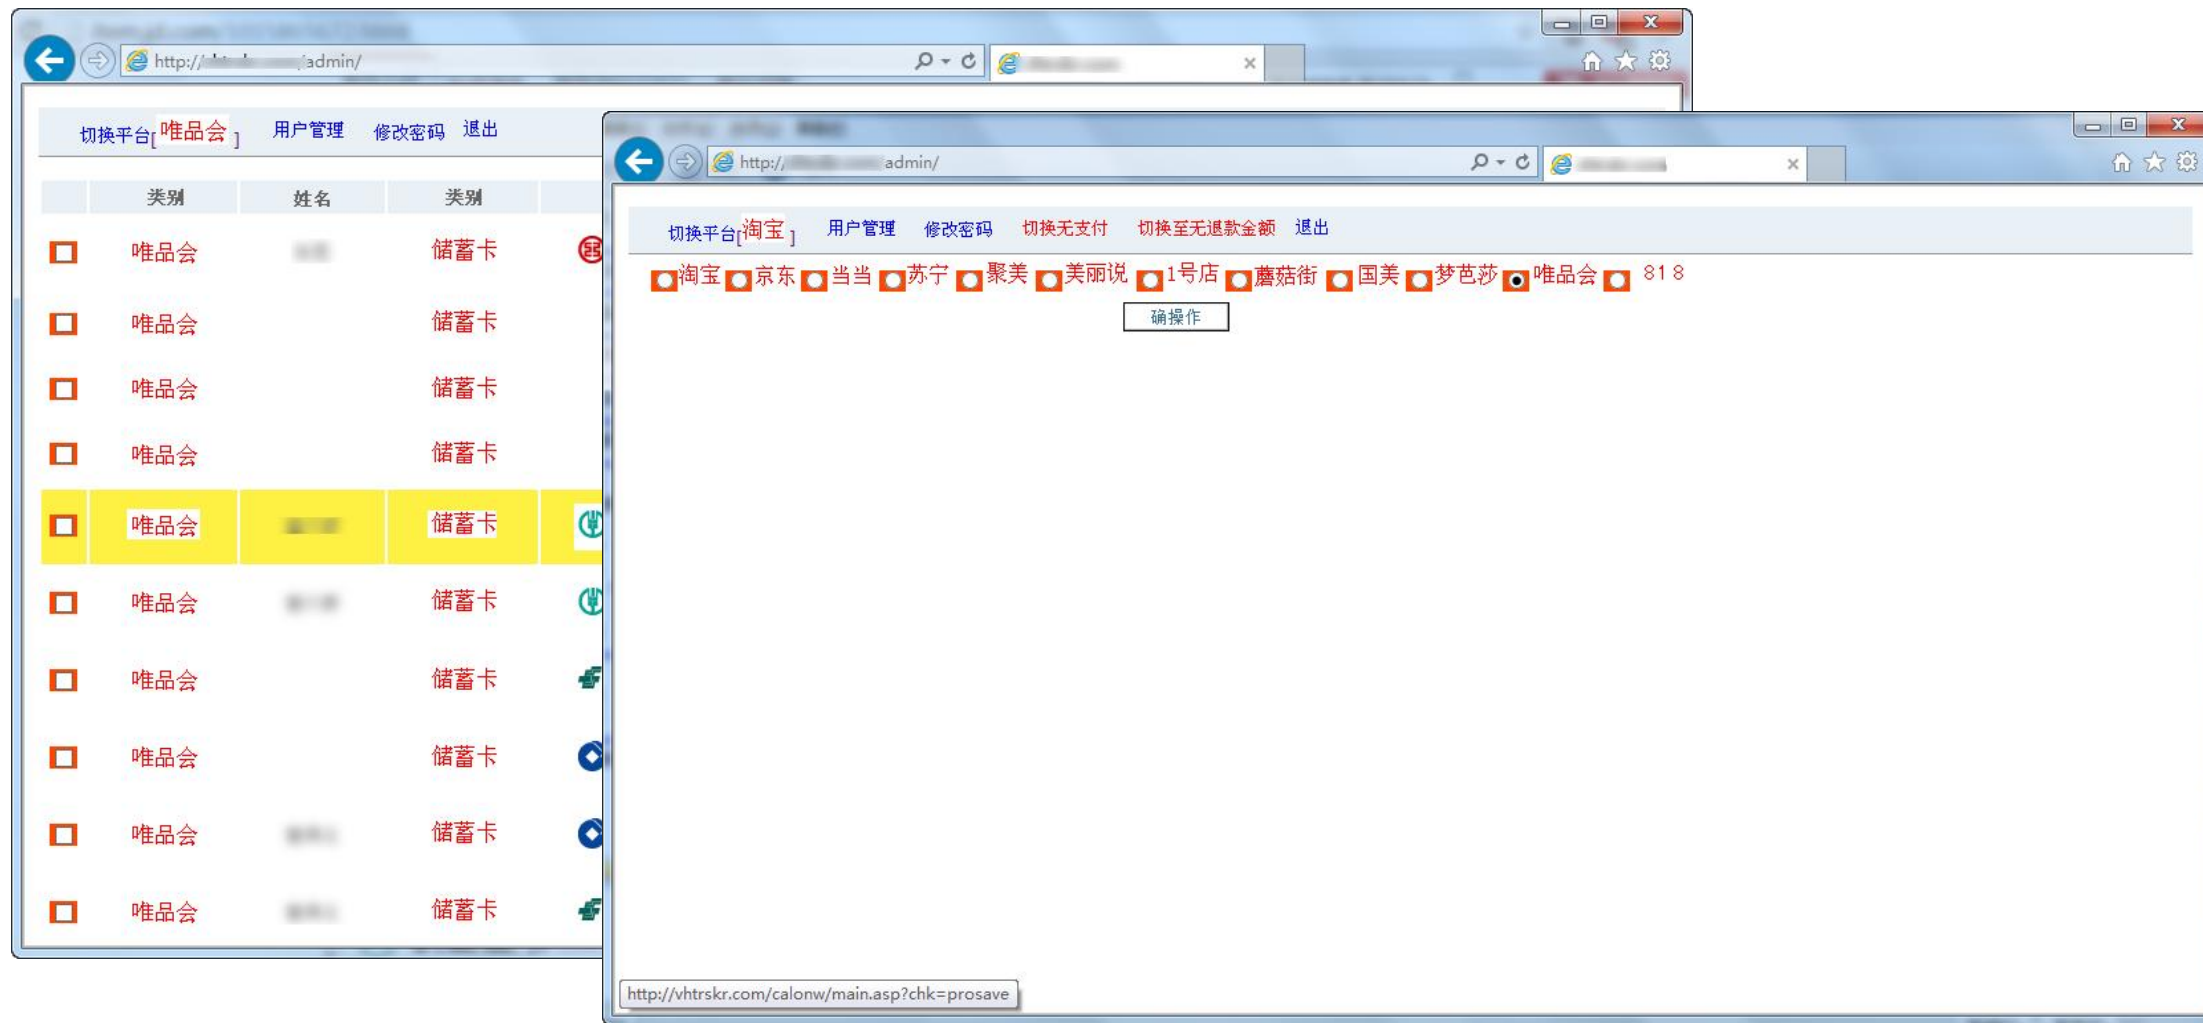 http:// /admin/
切换平台[唯品会] 用户管理 修改密码 退出
类别 姓名 类别
唯品会 储蓄卡
唯品会 储蓄卡
唯品会 储蓄卡
唯品会 储蓄卡
唯品会 储蓄卡
唯品会 储蓄卡
唯品会 储蓄卡
唯品会 储蓄卡
唯品会 储蓄卡
唯品会 储蓄卡
http:// admin/
切换平台[淘宝] 用户管理 修改密码 切换无支付 切换至无退款金额 退出
淘宝 京东 当当 苏宁 聚美 美丽说 1号店 蘑菇街 国美 梦芭莎 唯品会 818
确操作
http://vhtrskr.com/calonw/main.asp?chk=prosave